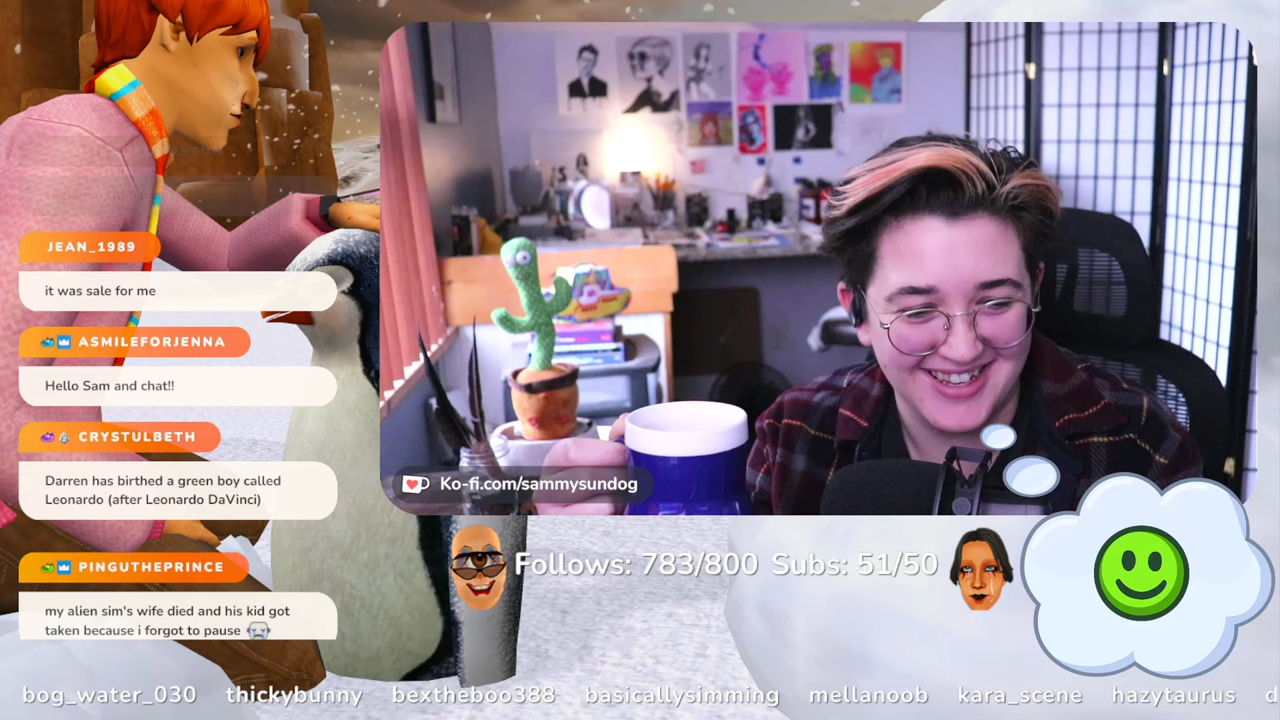 JEAN_1989
it was sale for me
ASMILEFORJENNA
Hello Sam and chat!!
CRYSTULBETH
Darren has birthed a green boy called
Leonardo (after Leonardo DaVinci)
PINGUTHEPRINCE
my alien sim's wife died and his kid got
taken because i forgot to pause
Ko-fi.com/sammysundog
Follows: 783/800 Subs: 51/50
bog_water_030 thickybunny bextheboo388 basicallysimming mellanoob kara_scene hazytaurus d